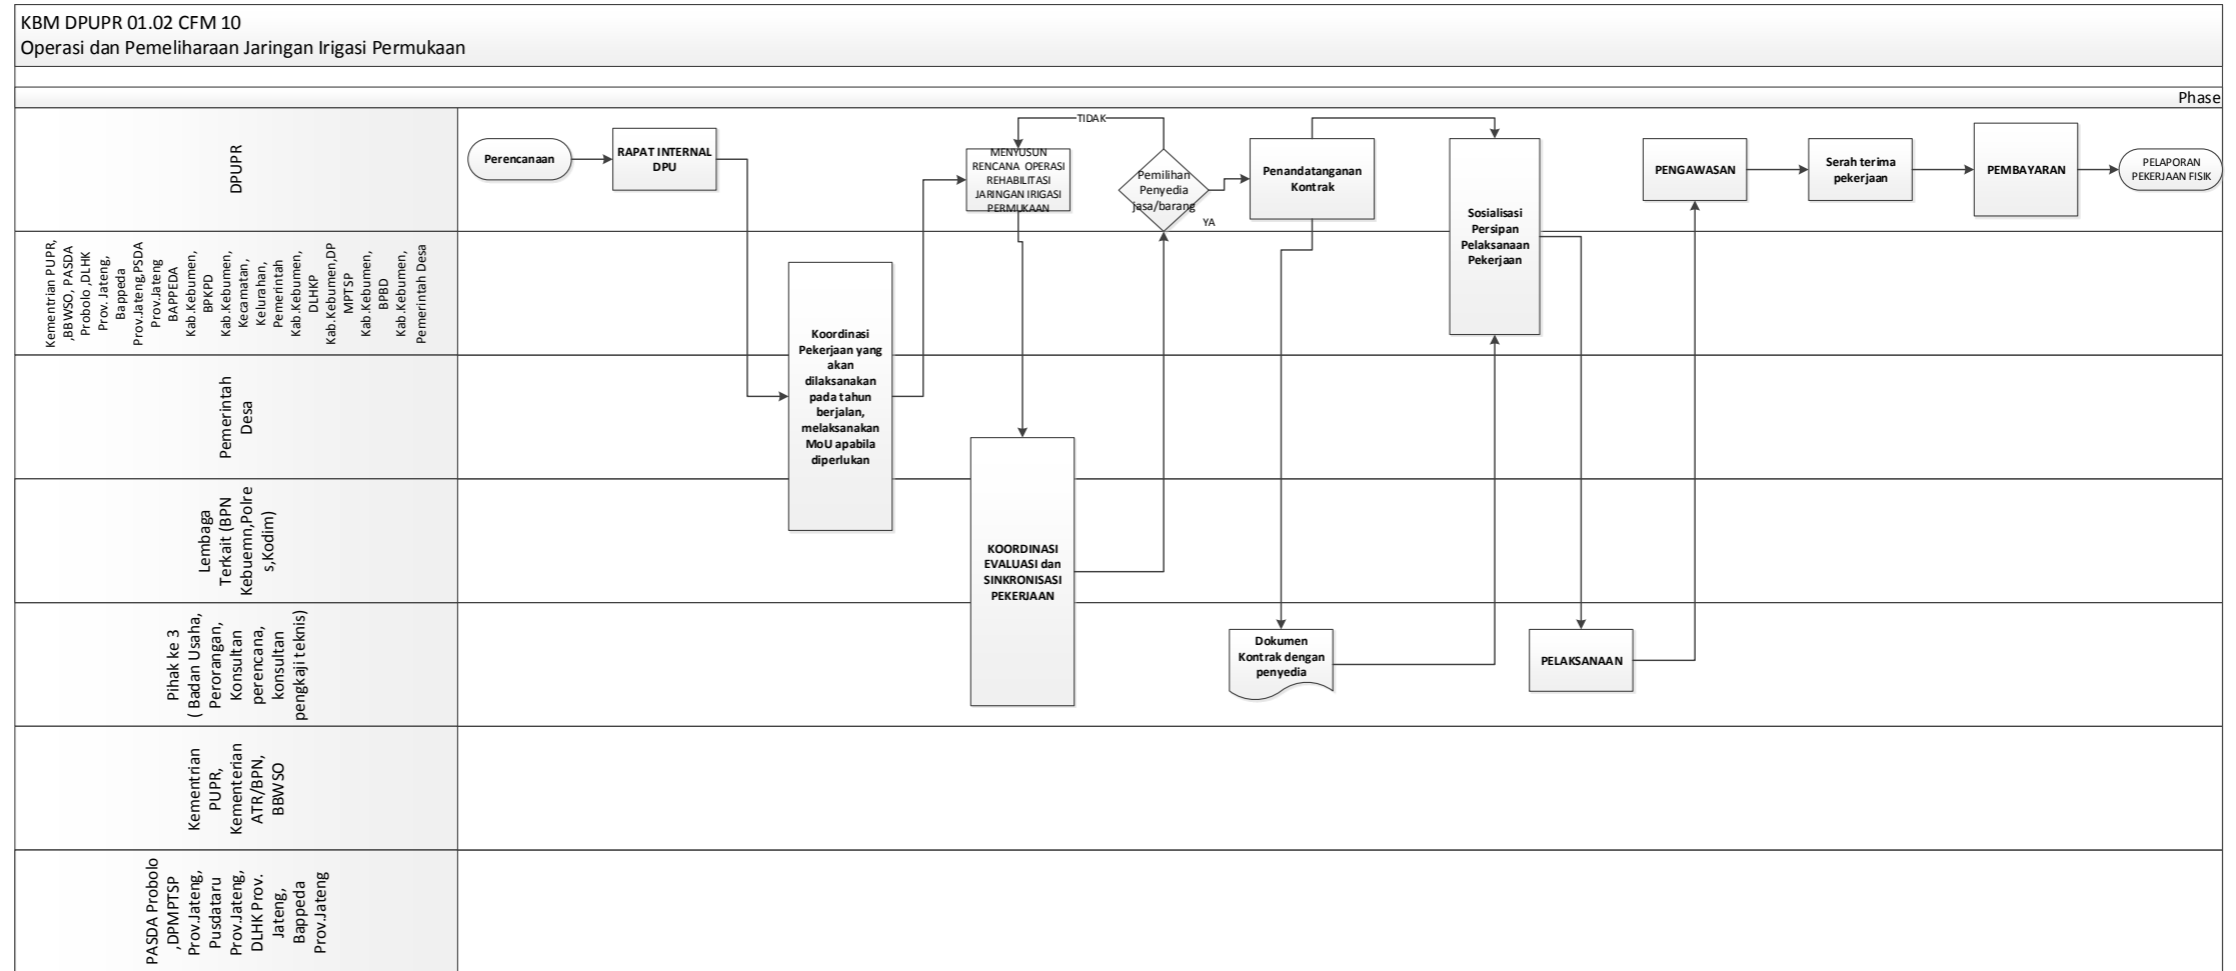 KBM DPUPR 01.02 CFM 10
Operasi dan Pemeliharaan Jaringan Irigasi Permukaan
Phase
DPUPR
Kementrian PUPR,
,BBWSO, PASDA
Probolo ,DLHK
Prov. Jateng,
Bappeda
Prov.Jateng,PSDA
Prov.Jateng
BAPPEDA
Kab.Kebumen,
BPKPD
Kab.Kebumen,
Kecamatan,
Kelurahan,
Pemerintah
Kab.Kebumen,
DLHKP
Kab.Kebumen,DP
MPTSP
Kab.Kebumen,
BPBD
Kab.Kebumen,
Pemerintah Desa
Pemerintah
Desa
Lembaga
Terkait (BPN
Kebuemn,Polre
s,Kodim)
Pihak ke 3
( Badan Usaha,
Perorangan,
Konsultan
perencana,
konsultan
pengkaji teknis)
Kementrian
PUPR,
Kementerian
ATR/BPN,
BBWSO
PASDA Probolo
,DPMPTSP
Prov.Jateng,
Pusdataru
Prov.Jateng,
DLHK Prov.
Jateng,
Bappeda
Prov.Jateng
Perencanaan
RAPAT INTERNAL
DPU
Koordinasi
Pekerjaan yang
akan
dilaksanakan
pada tahun
berjalan,
melaksanakan
MoU apabila
diperlukan
MENYUSUN
RENCANA OPERASI
REHABILITASI
JARINGAN IRIGASI
PERMUKAAN
KOORDINASI
EVALUASI dan
SINKRONISASI
PEKERJAAN
TIDAK
Pemilihan
Penyedia
jasa/barang
YA
Penandatanganan
Kontrak
Dokumen
Kontrak dengan
penyedia
Sosialisasi
Persipan
Pelaksanaan
Pekerjaan
PELAKSANAAN
PENGAWASAN
Serah terima
pekerjaan
PEMBAYARAN
PELAPORAN
PEKERJAAN FISIK